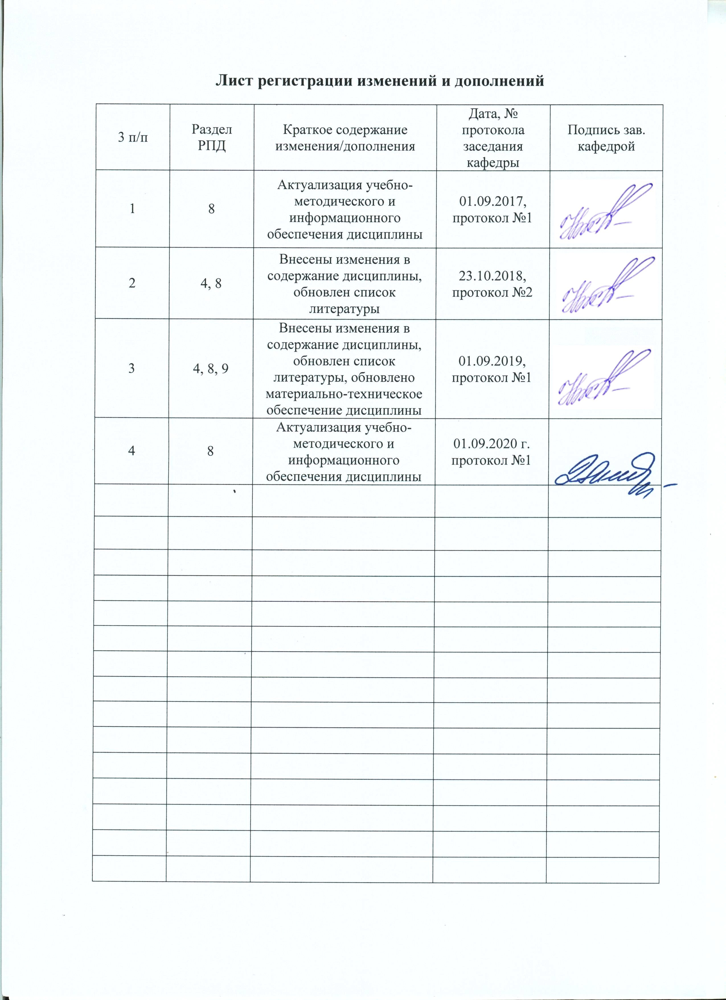 Лист регистрации изменений и дополнений
3 п/п
Раздел
РПД
Краткое содержание
изменения/дополнения
Дата, №
протокола
заседания
кафедры
Подпись зав.
кафедрой
1
8
Актуализация учебно-
методического и
информационного
обеспечения дисциплины
01.09.2017,
протокол №1
2
4, 8
Внесены изменения в
содержание дисциплины,
обновлен список
литературы
23.10.2018,
протокол №2
3
4, 8, 9
Внесены изменения в
содержание дисциплины,
обновлен список
литературы, обновлено
материально-техническое
обеспечение дисциплины
01.09.2019,
протокол №1
4
8
Актуализация учебно-
методического и
информационного
обеспечения дисциплины
01.09.2020 г.
протокол №1